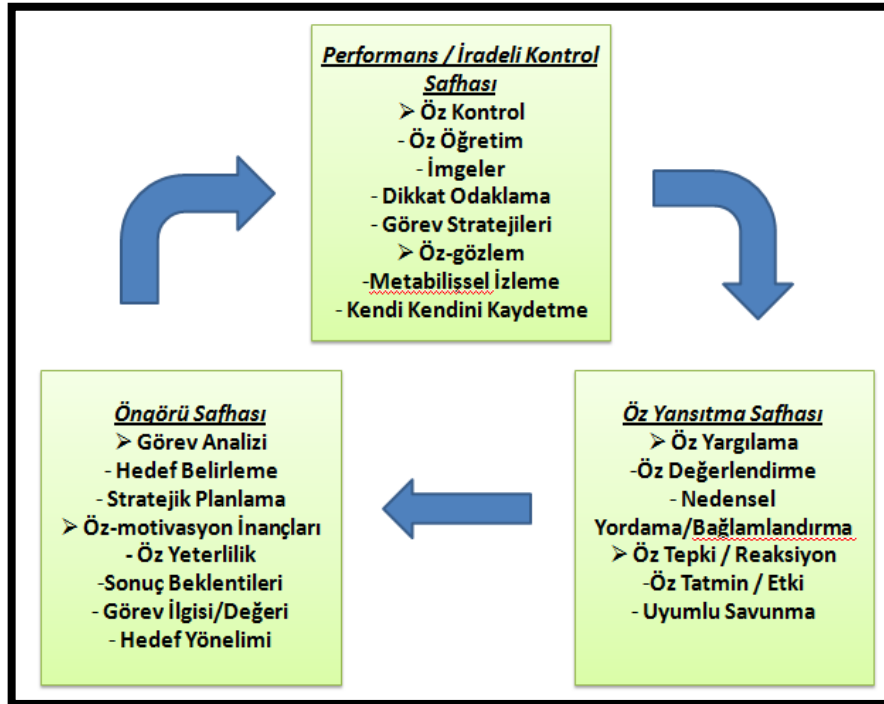 Performans / İradeli Kontrol
Safhası
➢ Öz Kontrol
- Öz Öğretim
- İmgeler
- Dikkat Odaklama
- Görev Stratejileri
➢ Öz-gözlem
-Metabilişsel İzleme
- Kendi Kendini Kaydetme
Öngörü Safhası
➢ Görev Analizi
- Hedef Belirleme
- Stratejik Planlama
➢ Öz-motivasyon İnançları
- Öz Yeterlilik
-Sonuç Beklentileri
- Görev İlgisi/Değeri
- Hedef Yönelimi
Öz Yansıtma Safhası
➢ Öz Yargılama
-Öz Değerlendirme
- Nedensel
Yordama/Bağlamlandırma
➢ Öz Tepki / Reaksiyon
-Öz Tatmin / Etki
- Uyumlu Savunma